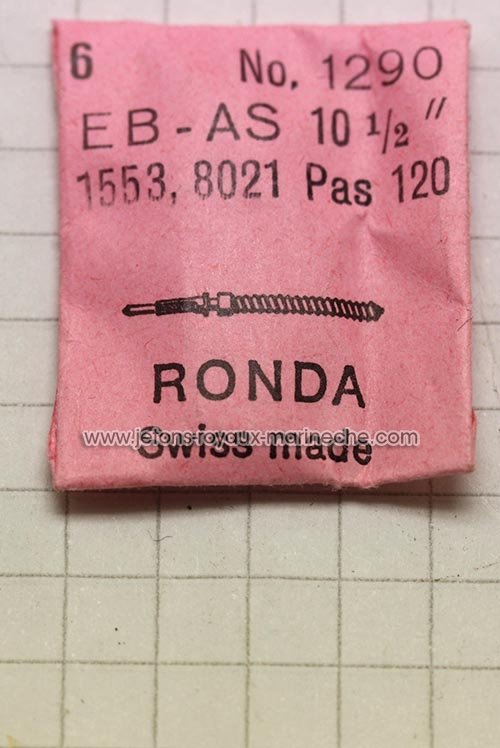 6 No. 1290
EB-AS 10 1/2 ‴
1553, 8021 Pas 120
RONDA
www.jetons-royaux-marineche.com
Swiss made